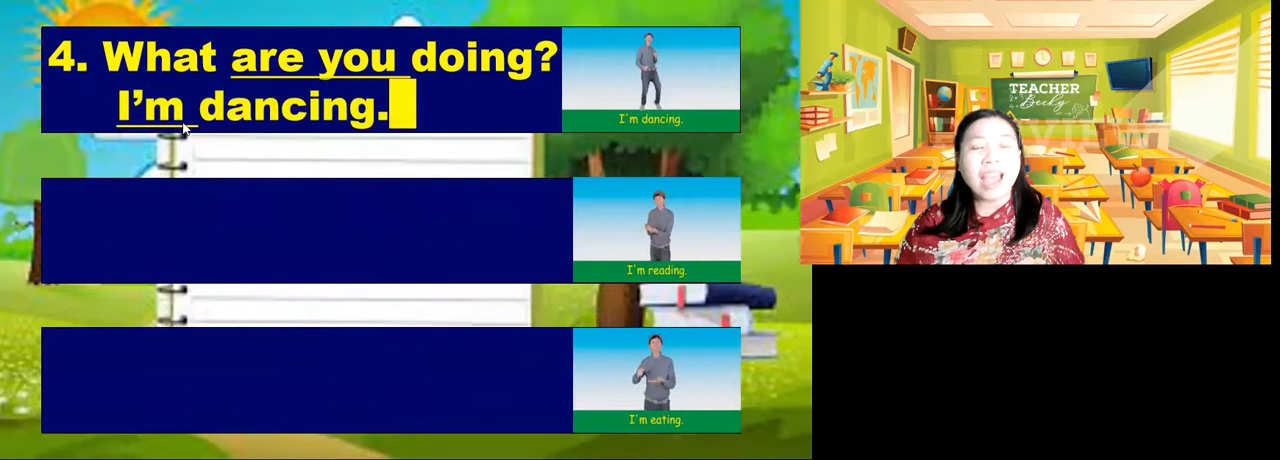 4. What are you doing?
I'm dancing.
I'm dancing.
I'm reading.
I'm eating.
TEACHER
Becky